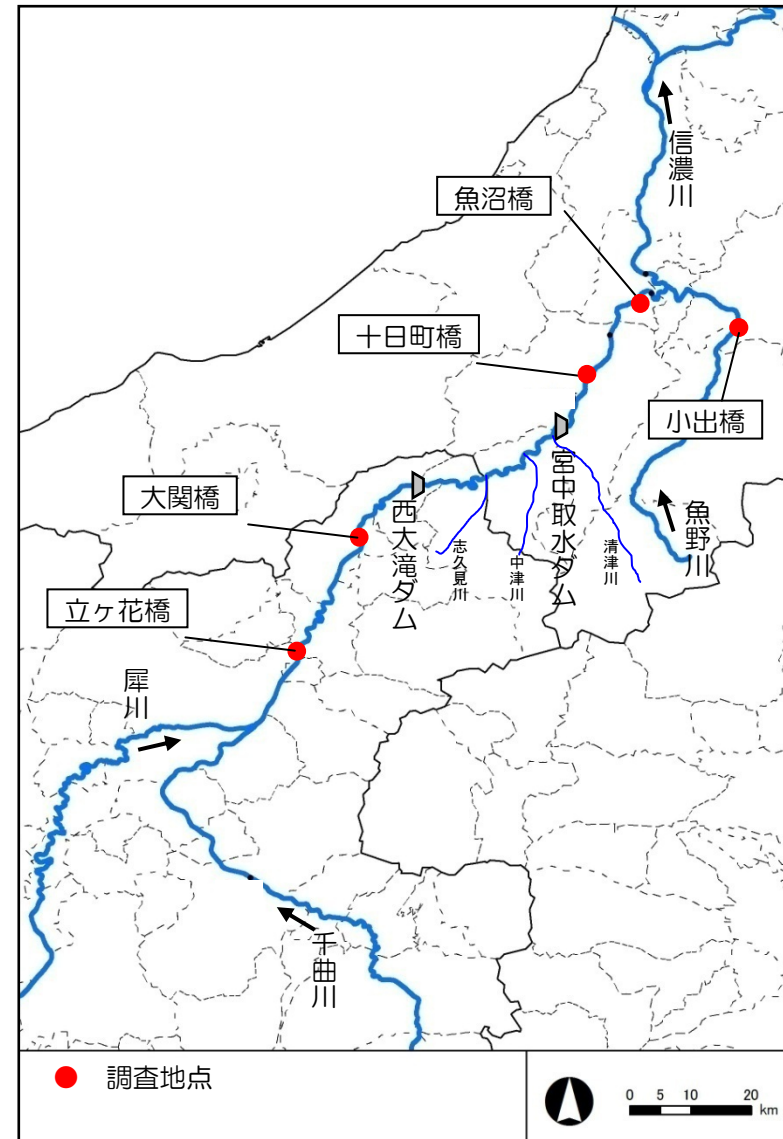 信濃川
魚沼橋
十日町橋
小出橋
大関橋
西大滝ダム
宮中取水ダム
志久見川
中津川
清津川
魚野川
立ヶ花橋
犀川
千曲川
調査地点
0 5 10 20
km